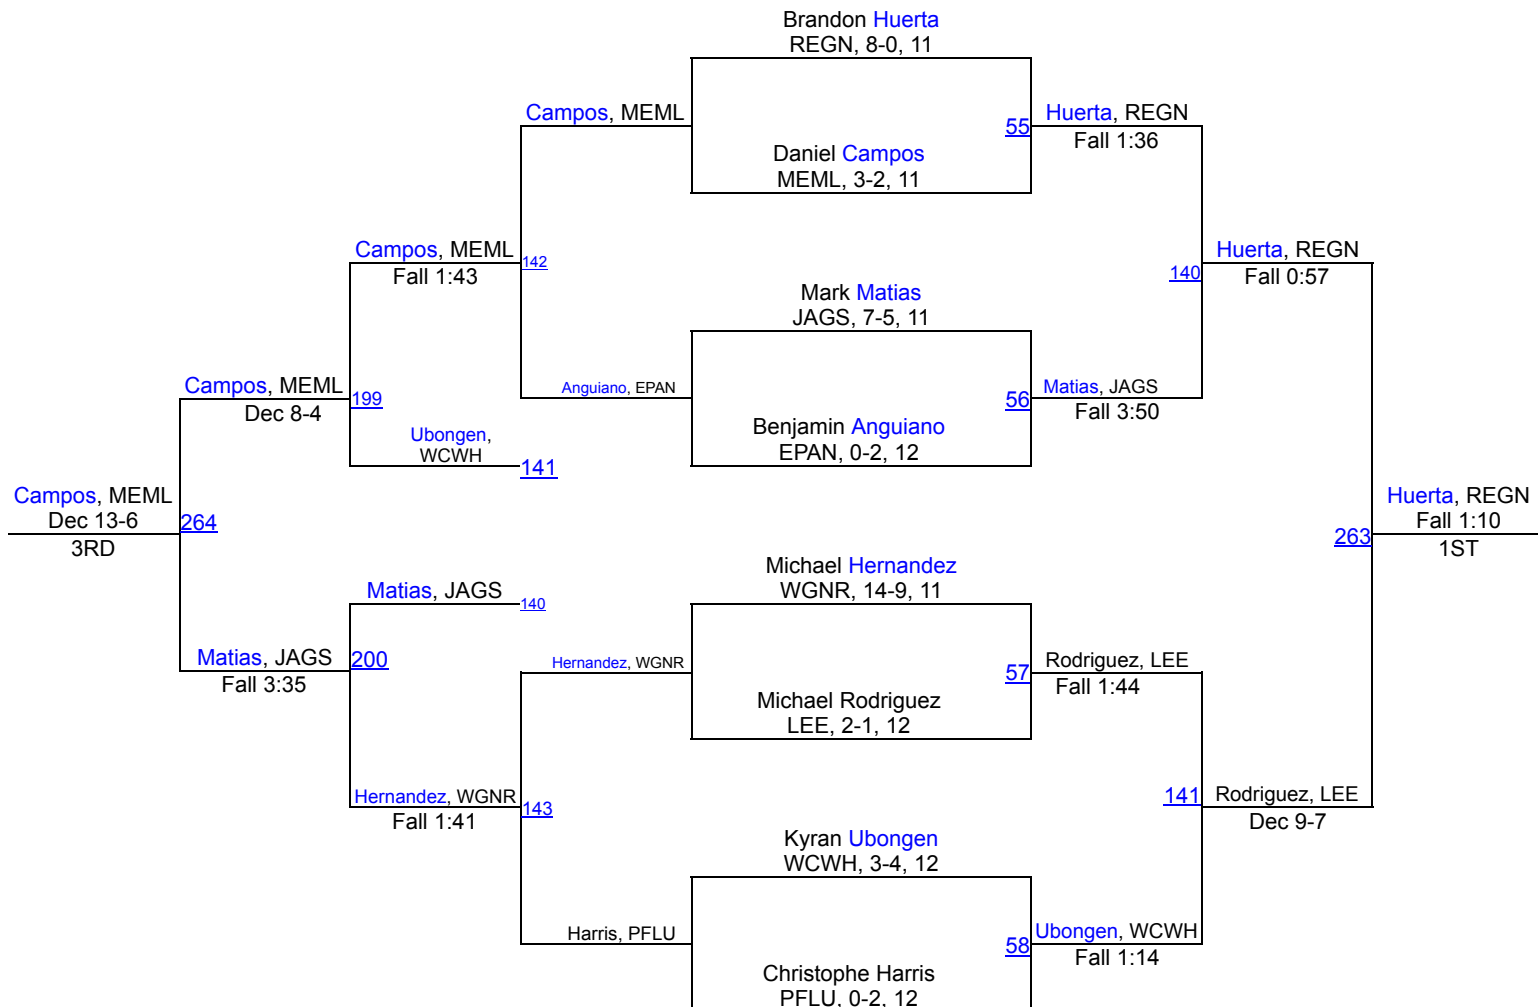 Brandon Huerta
REGN, 8-0, 11
Campos, MEML
55
Huerta, REGN
Fall 1:36
Daniel Campos
MEML, 3-2, 11
Campos, MEML
Fall 1:43
142
Huerta, REGN
Fall 0:57
140
Mark Matias
JAGS, 7-5, 11
Campos, MEML
Dec 8-4
199
Anguiano, EPAN
56
Matias, JAGS
Fall 3:50
Ubongen,
WCWH
141
Benjamin Anguiano
EPAN, 0-2, 12
Campos, MEML
Dec 13-6
3RD
264
263
Huerta, REGN
Fall 1:10
1ST
Michael Hernandez
WGNR, 14-9, 11
Matias, JAGS
140
Matias, JAGS
Fall 3:35
200
Hernandez, WGNR
57
Rodriguez, LEE
Fall 1:44
Michael Rodriguez
LEE, 2-1, 12
Hernandez, WGNR
Fall 1:41
143
141
Rodriguez, LEE
Dec 9-7
Kyran Ubongen
WCWH, 3-4, 12
Harris, PFLU
58
Ubongen, WCWH
Fall 1:14
Christophe Harris
PFLU, 0-2, 12